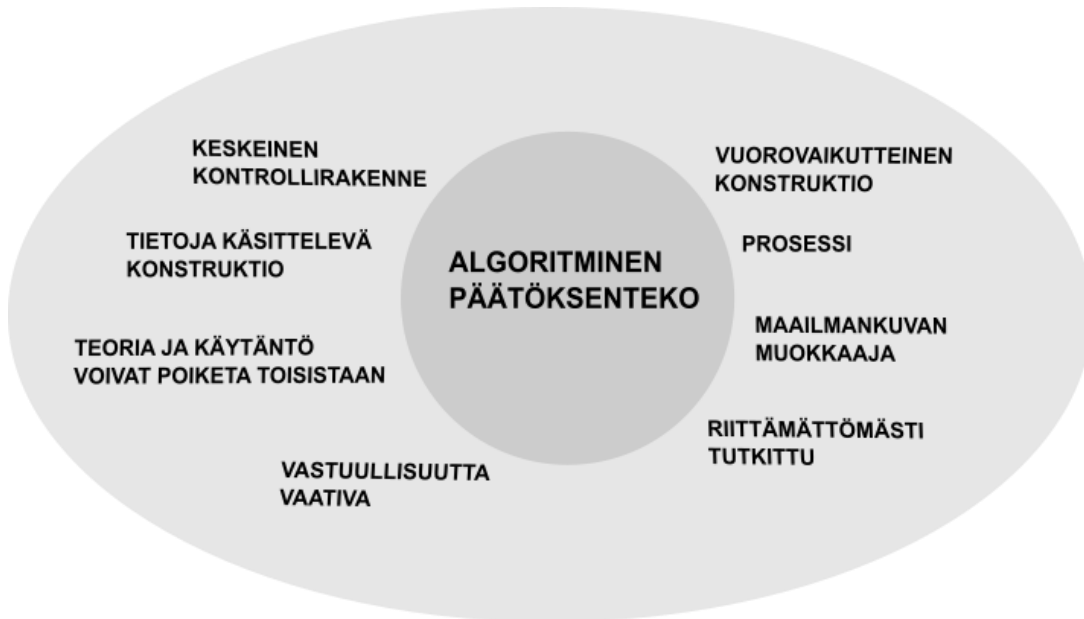 KESKEINEN
KONTROLLIRAKENNE
TIETOJA KÄSITTELEVÄ
KONSTRUKTIO
TEORIA JA KÄYTÄNTÖ
VOIVAT POIKETA TOISISTAAN
VASTUULLISUUTTA
VAATIVA
ALGORITMINEN
PÄÄTÖKSENTEKO
VUOROVAIKUTTEINEN
KONSTRUKTIO
PROSESSI
MAAILMANKUVAN
MUOKKAAJA
RIITTÄMÄTTÖMÄSTI
TUTKITTU